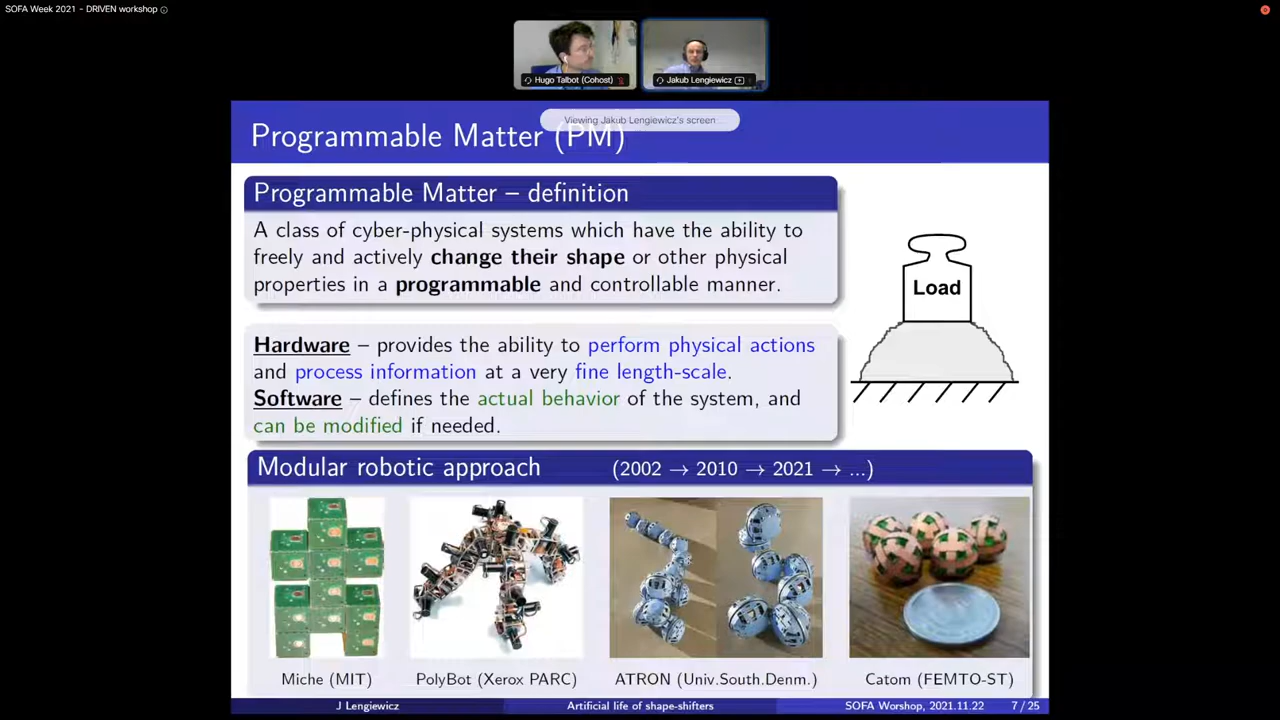 SOFA Week 2021 - DRIVEN workshop
Hugo Talbot (Cohost)
Jakub Lengiewicz
Viewing Jakub Lengiewicz's screen
Programmable Matter (PM)
Programmable Matter – definition
A class of cyber-physical systems which have the ability to
freely and actively change their shape or other physical
properties in a programmable and controllable manner.
Load
Hardware – provides the ability to perform physical actions
and process information at a very fine length-scale.
Software – defines the actual behavior of the system, and
can be modified if needed.
Modular robotic approach (2002 → 2010 → 2021 → ...)
Miche (MIT)
PolyBot (Xerox PARC)
ATRON (Univ.South.Denm.)
Catom (FEMTO-ST)
J Lengiewicz
Artificial life of shape-shifters
SOFA Worshop, 2021.11.22
7 / 25